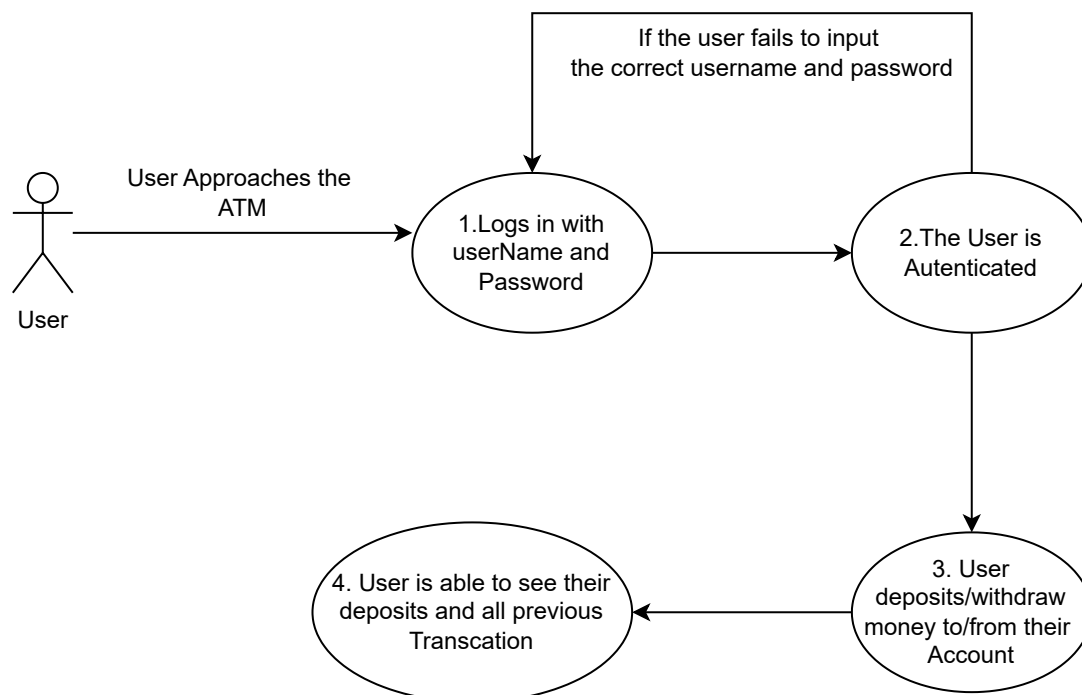 If the user fails to input
the correct username and password
User Approaches the
ATM
User
1.Logs in with
userName and
Password
2.The User is
Autenticated
3. User
deposits/withdraw
money to/from their
Account
4. User is able to see their
deposits and all previous
Transcation